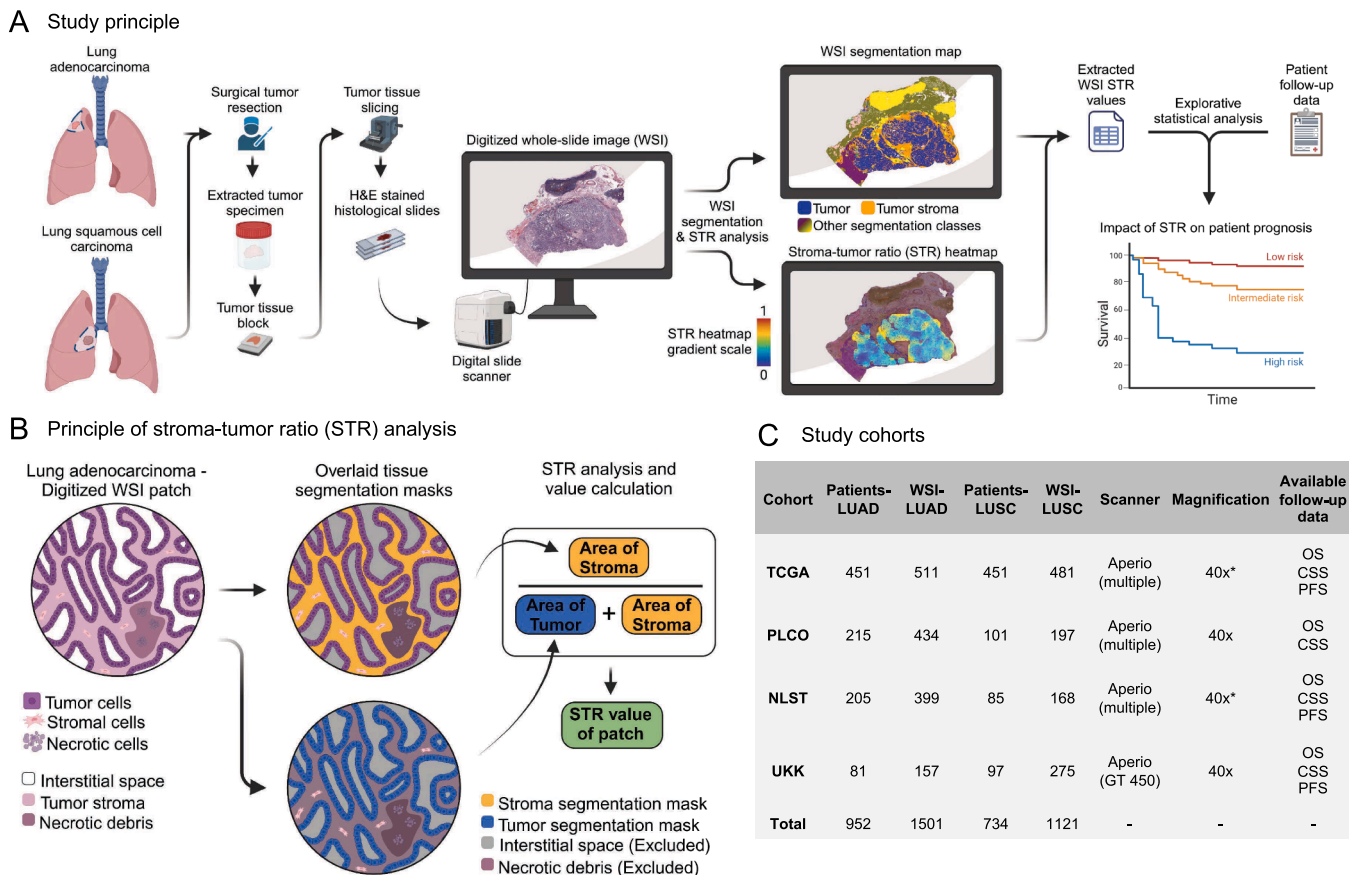 A Study principle
Lung
adenocarcinoma
Lung squamous cell
carcinoma
Surgical tumor
resection
Extracted tumor
specimen
Tumor tissue
block
Tumor tissue
slicing
H&E stained
histological slides
Digitized whole-slide image (WSI)
Digital slide
scanner
WSI
segmentation
& STR analysis
WSI segmentation map
Tumor
Tumor stroma
Other segmentation classes
Stroma-tumor ratio (STR) heatmap
STR heatmap
gradient scale
1
0
Extracted
WSI STR
values
Explorative
statistical analysis
Patient
follow-up
data
Impact of STR on patient prognosis
Survival
100
80
60
40
20
0
Low risk
Intermediate risk
High risk
Time
B Principle of stroma-tumor ratio (STR) analysis
Lung adenocarcinoma -
Digitized WSI patch
Tumor cells
Stromal cells
Necrotic cells
Interstitial space
Tumor stroma
Necrotic debris
Overlaid tissue
segmentation masks
STR analysis and
value calculation
Area of
Stroma
Area of
Tumor
+
Area of
Stroma
STR value
of patch
Stroma segmentation mask
Tumor segmentation mask
Interstitial space (Excluded)
Necrotic debris (Excluded)
C Study cohorts
Cohort Patients-LUAD WSI-LUAD Patients-LUSC WSI-LUSC Scanner Magnification Available follow-up data
TCGA 451 511 451 481 Aperio (multiple) 40x* OS CSS PFS
PLCO 215 434 101 197 Aperio (multiple) 40x OS CSS
NLST 205 399 85 168 Aperio (multiple) 40x* OS CSS PFS
UKK 81 157 97 275 Aperio (GT 450) 40x OS CSS PFS
Total 952 1501 734 1121 - - -